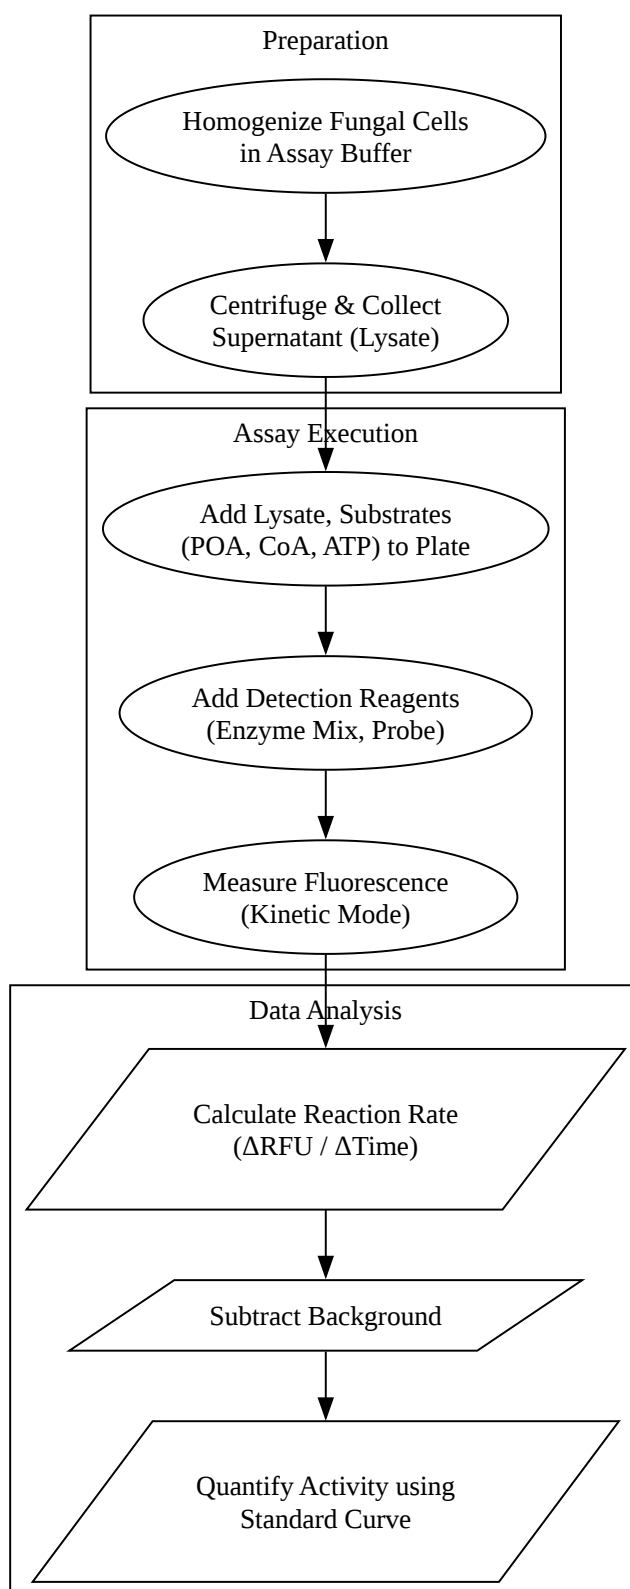 Preparation
Homogenize Fungal Cells
in Assay Buffer
Centrifuge & Collect
Supernatant (Lysate)
Assay Execution
Add Lysate, Substrates
(POA, CoA, ATP) to Plate
Add Detection Reagents
(Enzyme Mix, Probe)
Measure Fluorescence
(Kinetic Mode)
Data Analysis
Calculate Reaction Rate
(ΔRFU / ΔTime)
Subtract Background
Quantify Activity using
Standard Curve